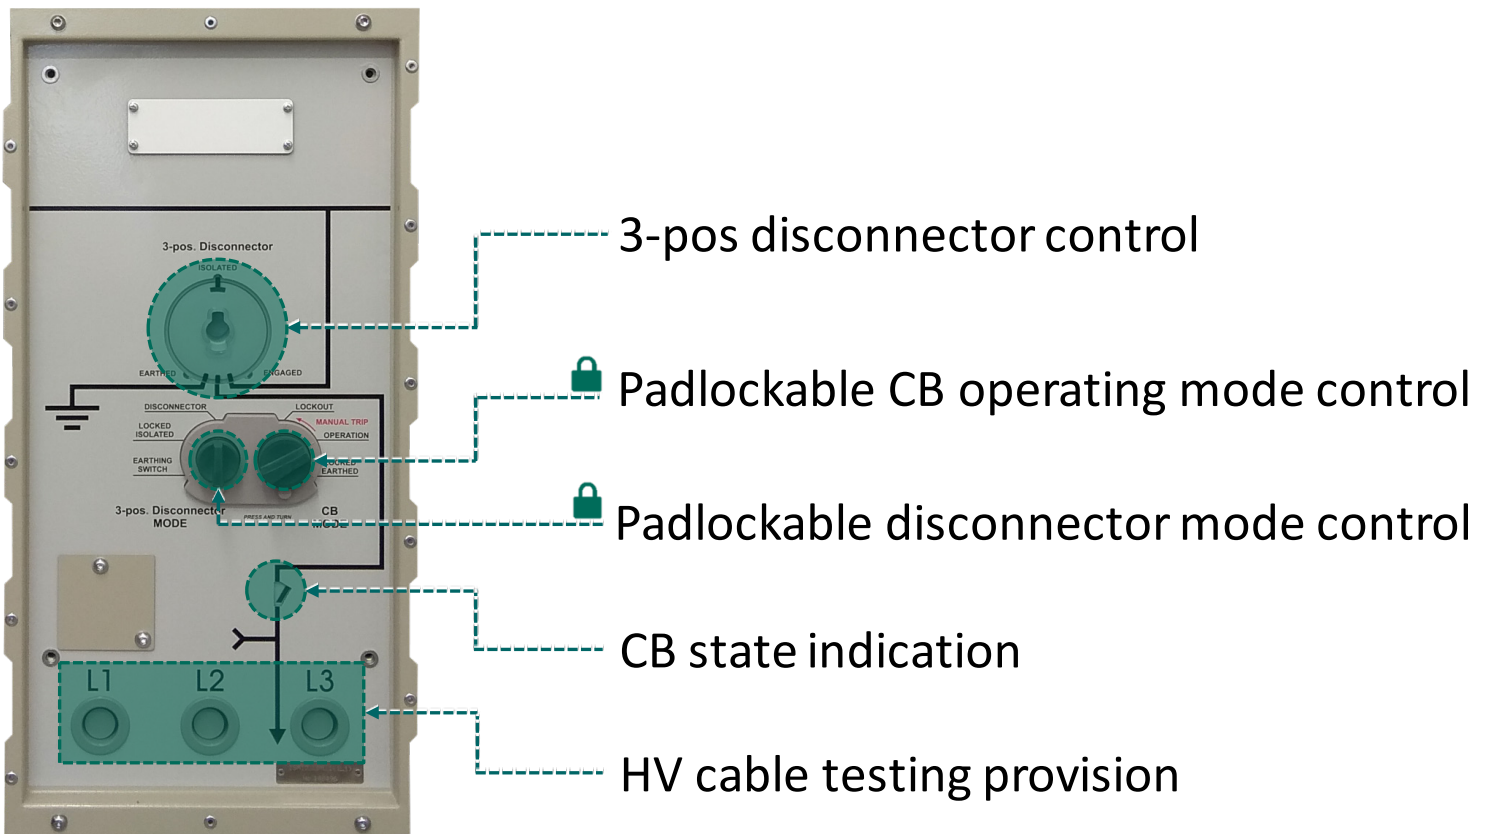 3-pos. Disconnector
ISOLATED
EARTHED
ENGAGED
DISCONNECTOR
LOCKOUT
LOCKED
ISOLATED
MANUAL TRIP
OPERATION
EARTHING
SWITCH
EARTHED
3-pos. Disconnector
MODE
PRESS AND TURN
CB
MODE
L1
L2
L3
3-pos disconnector control
Padlockable CB operating mode control
Padlockable disconnector mode control
CB state indication
HV cable testing provision